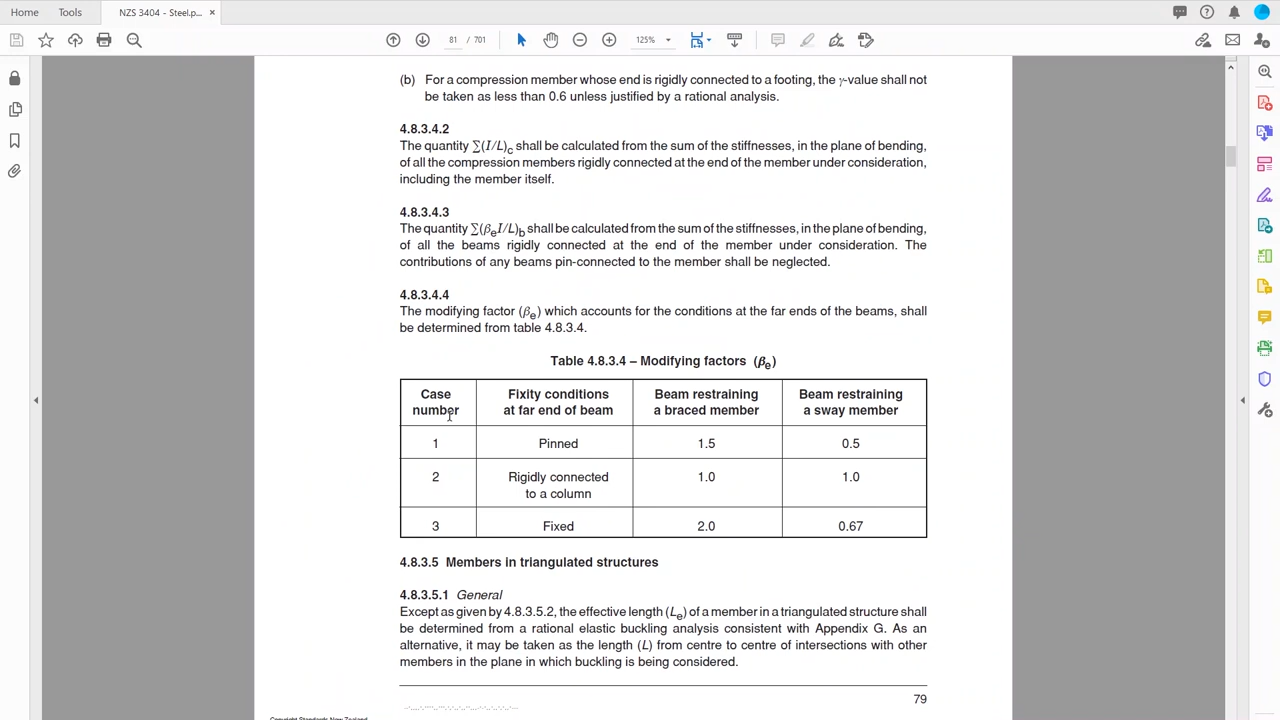 Home
Tools
NZS 3404 - Steel.p...
81 / 701
125%
(b) For a compression member whose end is rigidly connected to a footing, the γ-value shall not
be taken as less than 0.6 unless justified by a rational analysis.
4.8.3.4.2
The quantity ∑(I/L)c shall be calculated from the sum of the stiffnesses, in the plane of bending,
of all the compression members rigidly connected at the end of the member under consideration,
including the member itself.
4.8.3.4.3
The quantity ∑(βeI/L)b shall be calculated from the sum of the stiffnesses, in the plane of bending,
of all the beams rigidly connected at the end of the member under consideration. The
contributions of any beams pin-connected to the member shall be neglected.
4.8.3.4.4
The modifying factor (βe) which accounts for the conditions at the far ends of the beams, shall
be determined from table 4.8.3.4.
Table 4.8.3.4 – Modifying factors (βe)
Case number | Fixity conditions at far end of beam | Beam restraining a braced member | Beam restraining a sway member
1 | Pinned | 1.5 | 0.5
2 | Rigidly connected to a column | 1.0 | 1.0
3 | Fixed | 2.0 | 0.67
4.8.3.5 Members in triangulated structures
4.8.3.5.1 General
Except as given by 4.8.3.5.2, the effective length (Le) of a member in a triangulated structure shall
be determined from a rational elastic buckling analysis consistent with Appendix G. As an
alternative, it may be taken as the length (L) from centre to centre of intersections with other
members in the plane in which buckling is being considered.
79
Copyright Standards New Zealand